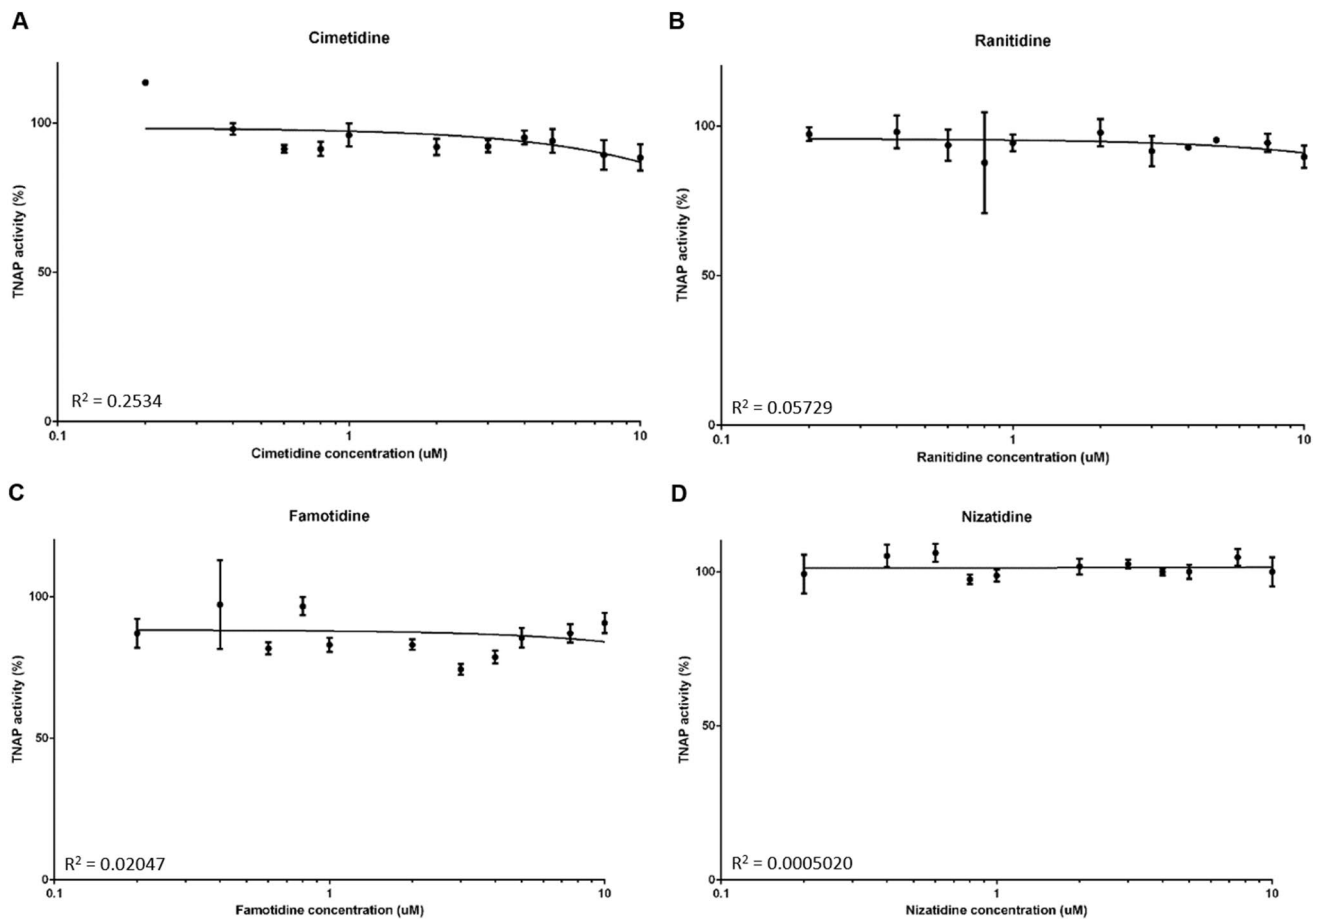 A
Cimetidine
TNAP activity (%)
100
50
0
R² = 0.2534
0.1
1
10
Cimetidine concentration (uM)
B
Ranitidine
TNAP activity (%)
100
50
0
R² = 0.05729
0.1
1
10
Ranitidine concentration (uM)
C
Famotidine
TNAP activity (%)
100
50
0
R² = 0.02047
0.1
1
10
Famotidine concentration (uM)
D
Nizatidine
TNAP activity (%)
100
50
0
R² = 0.0005020
0.1
1
10
Nizatidine concentration (uM)